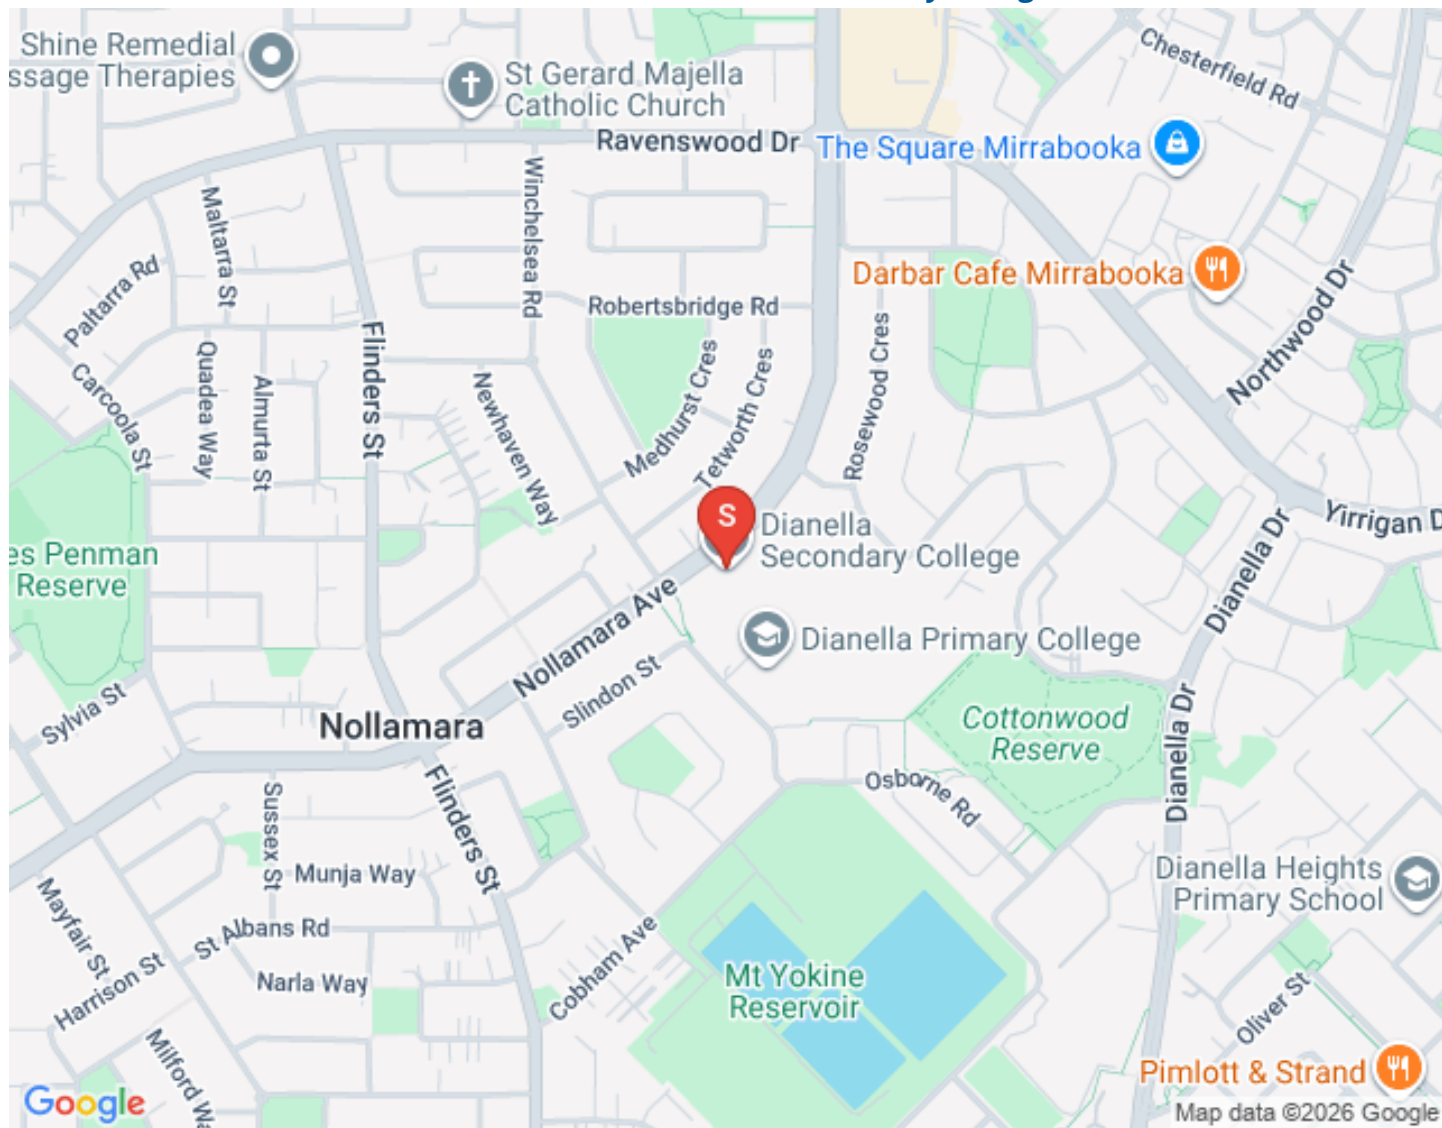 Shine Remedial
ssage Therapies
St Gerard Majella
Catholic Church
Chesterfield Rd
Ravenswood Dr
The Square Mirrabooka
Winchelsea Rd
Maltarra St
Paltarra Rd
Darbar Cafe Mirrabooka
Robertsbridge Rd
Northwood Dr
Flinders St
Rosewood Cres
Medhurst Cres
Tetworth Cres
Quadea Way
Carcoola St
Almurta St
Newhaven Way
S
Dianella
Secondary College
Yirrigan D
es Penman
Reserve
Dianella Dr
Nollamara Ave
Dianella Primary College
Slindon St
Sylvia St
Nollamara
Cottonwood
Reserve
Dianella Dr
Osborne Rd
Flinders St
Sussex St
Munja Way
Dianella Heights
Primary School
Mayfair St
St Albans Rd
Harrison St
Narla Way
Cobham Ave
Mt Yokine
Reservoir
Oliver St
Milford Wa
Pimlott & Strand
Google
Map data ©2026 Google